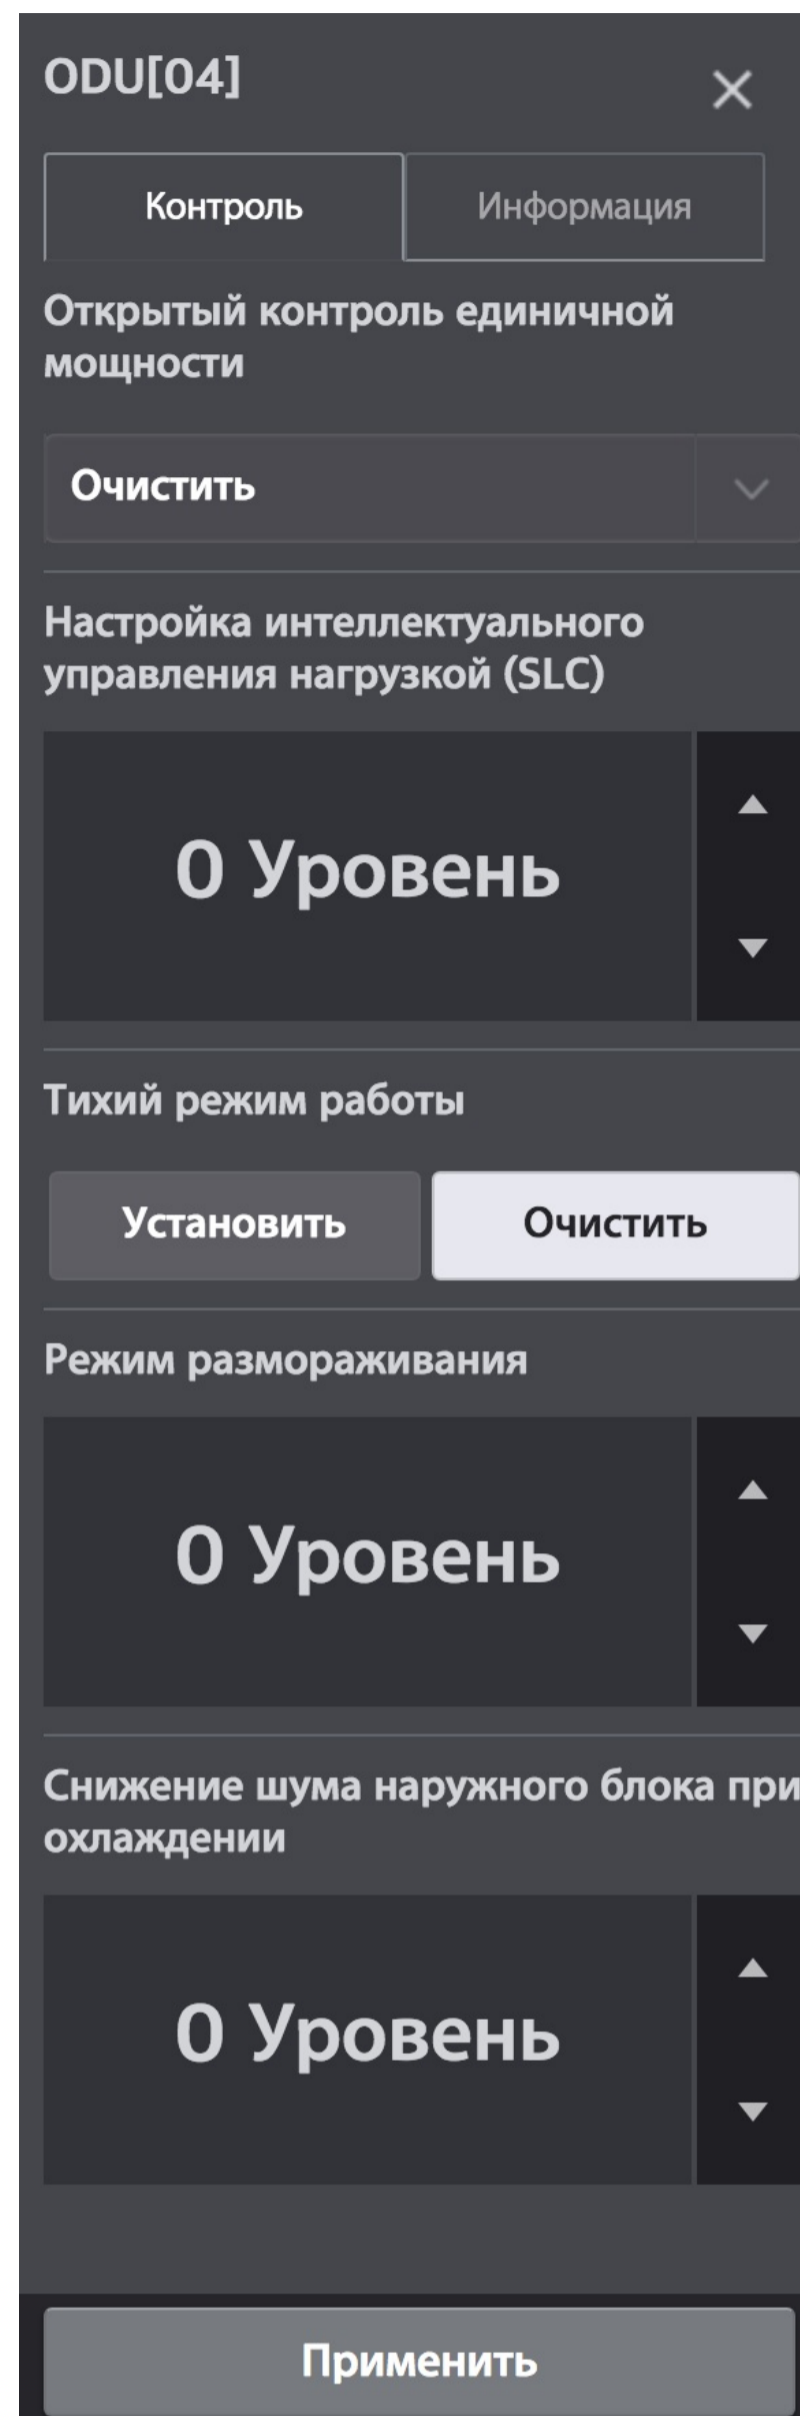 ODU[04]
Контроль
Информация
Открытый контроль единичной
мощности
Очистить
Настройка интеллектуального
управления нагрузкой (SLC)
0 Уровень
Тихий режим работы
Установить
Очистить
Режим размораживания
0 Уровень
Снижение шума наружного блока при
охлаждении
0 Уровень
Применить